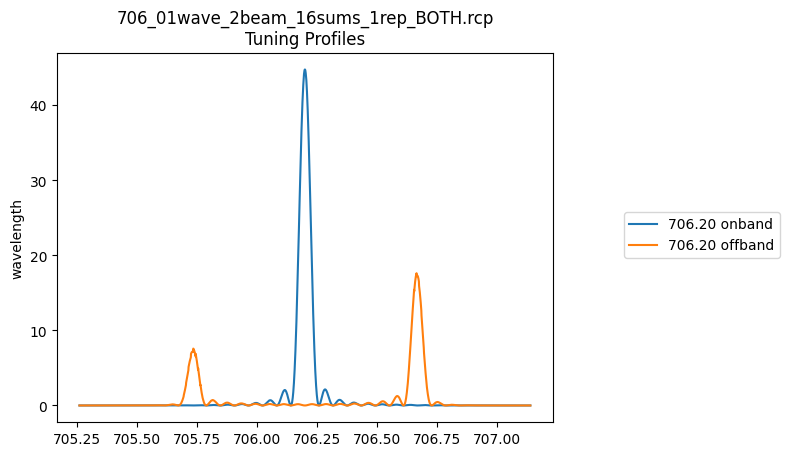 706_01wave_2beam_16sums_1rep_BOTH.rcp
Tuning Profiles
wavelength
40
30
20
10
0
705.25 705.50 705.75 706.00 706.25 706.50 706.75 707.00
706.20 onband
706.20 offband